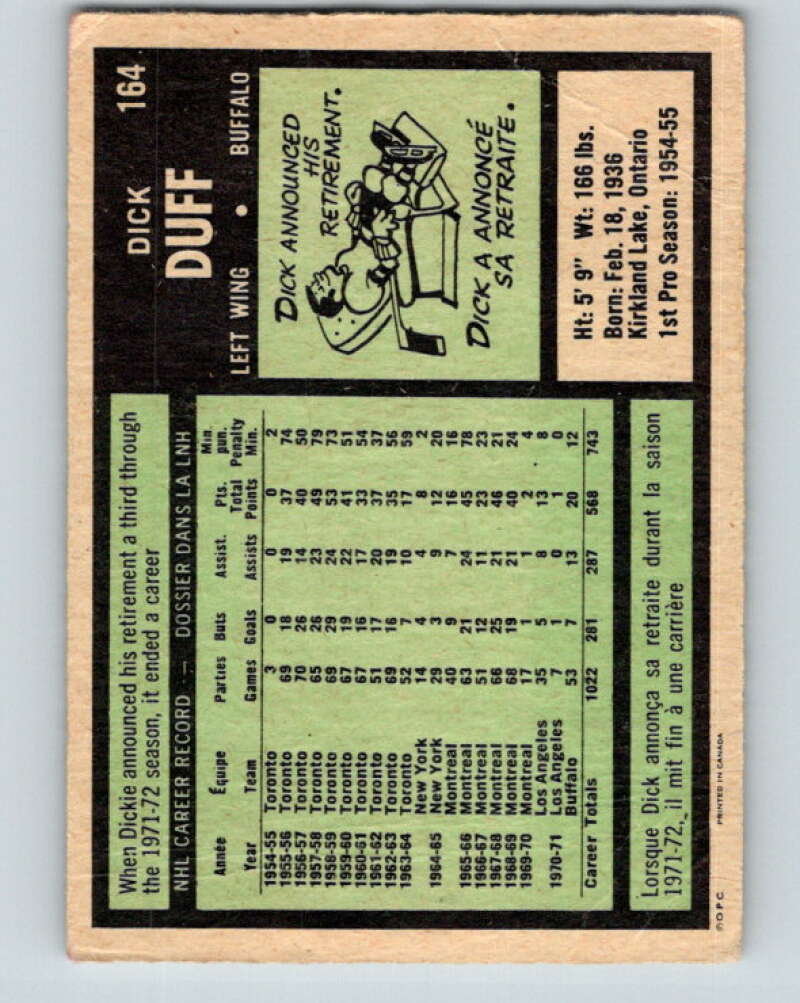 DICK 164
DUFF
LEFT WING • BUFFALO
DICK ANNOUNCED
HIS
RETIREMENT.
DICK A ANNONCÉ
SA RETRAITE.
Ht: 5' 9" Wt: 166 lbs.
Born: Feb. 18, 1936
Kirkland Lake, Ontario
1st Pro Season: 1954-55
When Dickie announced his retirement a third through
the 1971-72 season, it ended a career
NHL CAREER RECORD — DOSSIER DANS LA LNH
Année Équipe Parties Buts Assist. Pts. Min. pun.
Year Team Games Goals Assists Total Points Penalty Min.
1954-55 Toronto 3 0 0 0 2
1955-56 Toronto 69 18 19 37 74
1956-57 Toronto 70 26 14 40 50
1957-58 Toronto 65 26 23 49 79
1958-59 Toronto 69 29 24 53 73
1959-60 Toronto 67 19 22 41 51
1960-61 Toronto 67 16 17 33 54
1961-62 Toronto 51 17 20 37 37
1962-63 Toronto 69 16 19 35 56
1963-64 Toronto 52 7 10 17 59
New York 14 4 4 8 2
1964-65 New York 29 3 9 12 20
Montreal 40 9 7 16 16
1965-66 Montreal 63 21 24 45 78
1966-67 Montreal 51 12 11 23 23
1967-68 Montreal 66 25 21 46 21
1968-69 Montreal 68 19 21 40 24
1969-70 Montreal 17 1 1 2 4
Los Angeles 35 5 8 13 8
1970-71 Los Angeles 7 1 0 1 0
Buffalo 53 7 13 20 12
Career Totals 1022 281 287 568 743
Lorsque Dick annonça sa retraite durant la saison
1971-72, il mit fin à une carrière
© O P C PRINTED IN CANADA